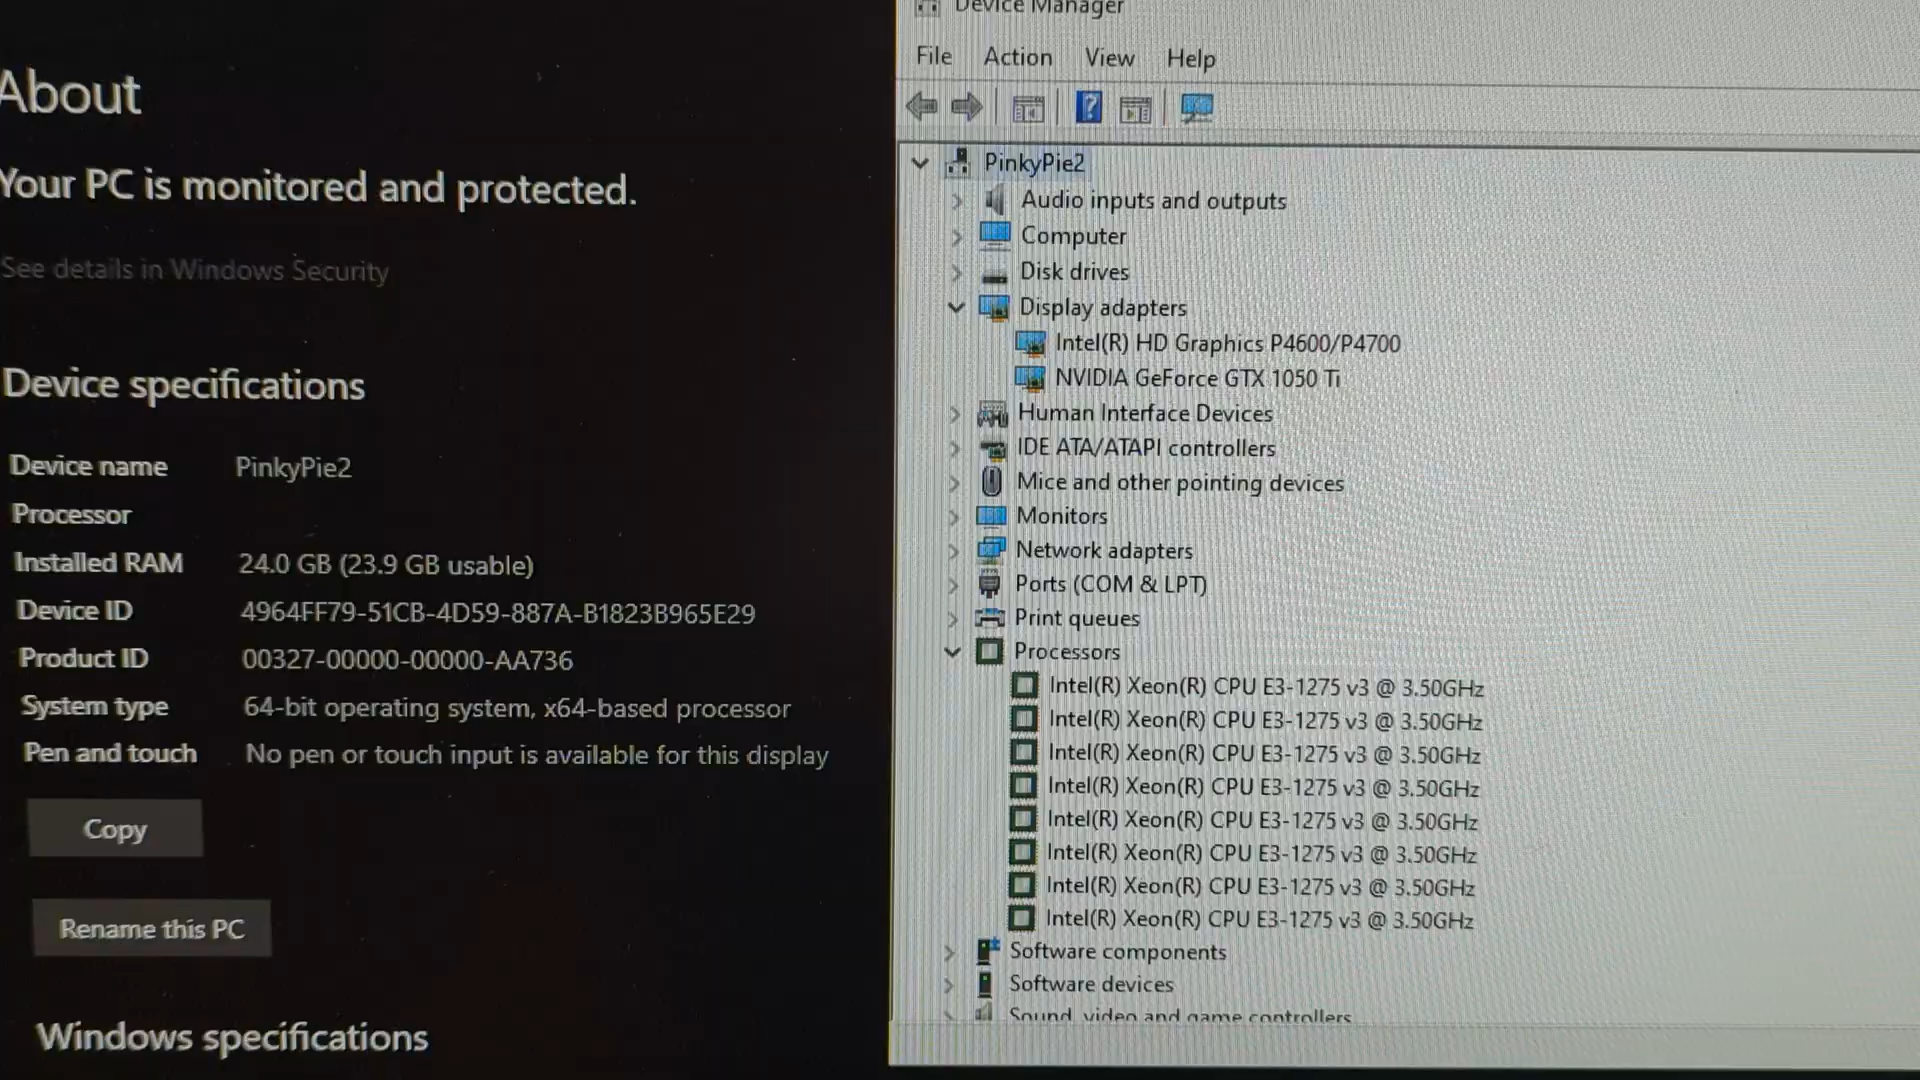 About
Your PC is monitored and protected.
See details in Windows Security
Device specifications
Device name PinkyPie2
Processor
Installed RAM 24.0 GB (23.9 GB usable)
Device ID 4964FF79-51CB-4D59-887A-B1823B965E29
Product ID 00327-00000-00000-AA736
System type 64-bit operating system, x64-based processor
Pen and touch No pen or touch input is available for this display
Copy
Rename this PC
Windows specifications
Device Manager
File Action View Help
PinkyPie2
Audio inputs and outputs
Computer
Disk drives
Display adapters
Intel(R) HD Graphics P4600/P4700
NVIDIA GeForce GTX 1050 Ti
Human Interface Devices
IDE ATA/ATAPI controllers
Mice and other pointing devices
Monitors
Network adapters
Ports (COM & LPT)
Print queues
Processors
Intel(R) Xeon(R) CPU E3-1275 v3 @ 3.50GHz
Intel(R) Xeon(R) CPU E3-1275 v3 @ 3.50GHz
Intel(R) Xeon(R) CPU E3-1275 v3 @ 3.50GHz
Intel(R) Xeon(R) CPU E3-1275 v3 @ 3.50GHz
Intel(R) Xeon(R) CPU E3-1275 v3 @ 3.50GHz
Intel(R) Xeon(R) CPU E3-1275 v3 @ 3.50GHz
Intel(R) Xeon(R) CPU E3-1275 v3 @ 3.50GHz
Intel(R) Xeon(R) CPU E3-1275 v3 @ 3.50GHz
Software components
Software devices
Sound, video and game controllers